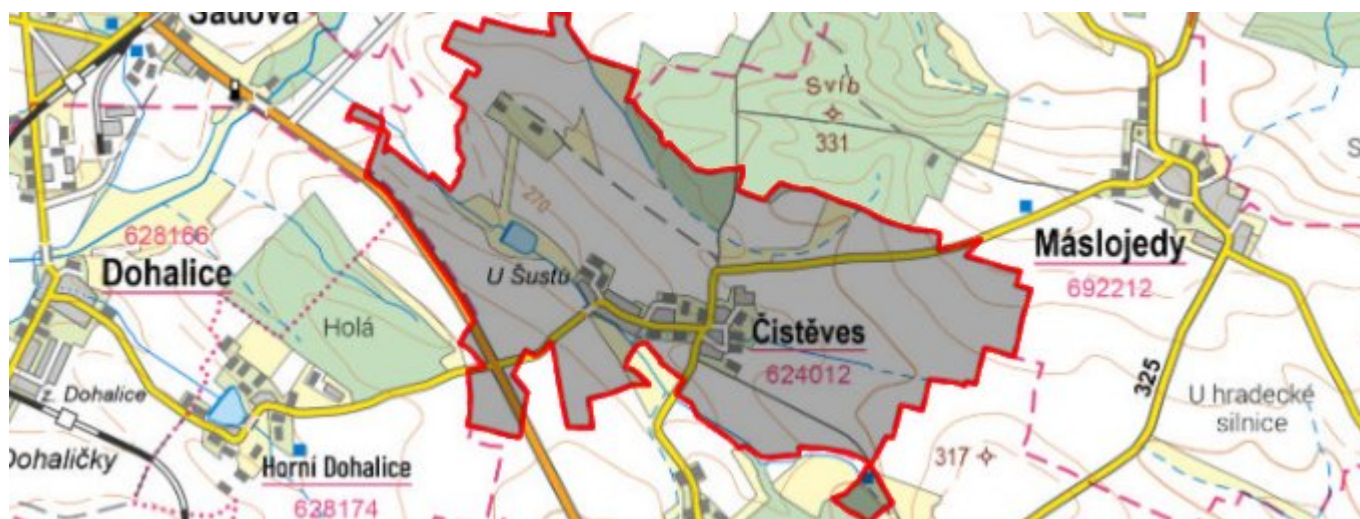 Sadová
Svíb
331
628166
Dohalice
270
U Šustů
Máslojedy
692212
Holá
Čistěves
624012
325
z. Dohalice
U hradecké
silnice
Dohaličky
Horní Dohalice
317
628174